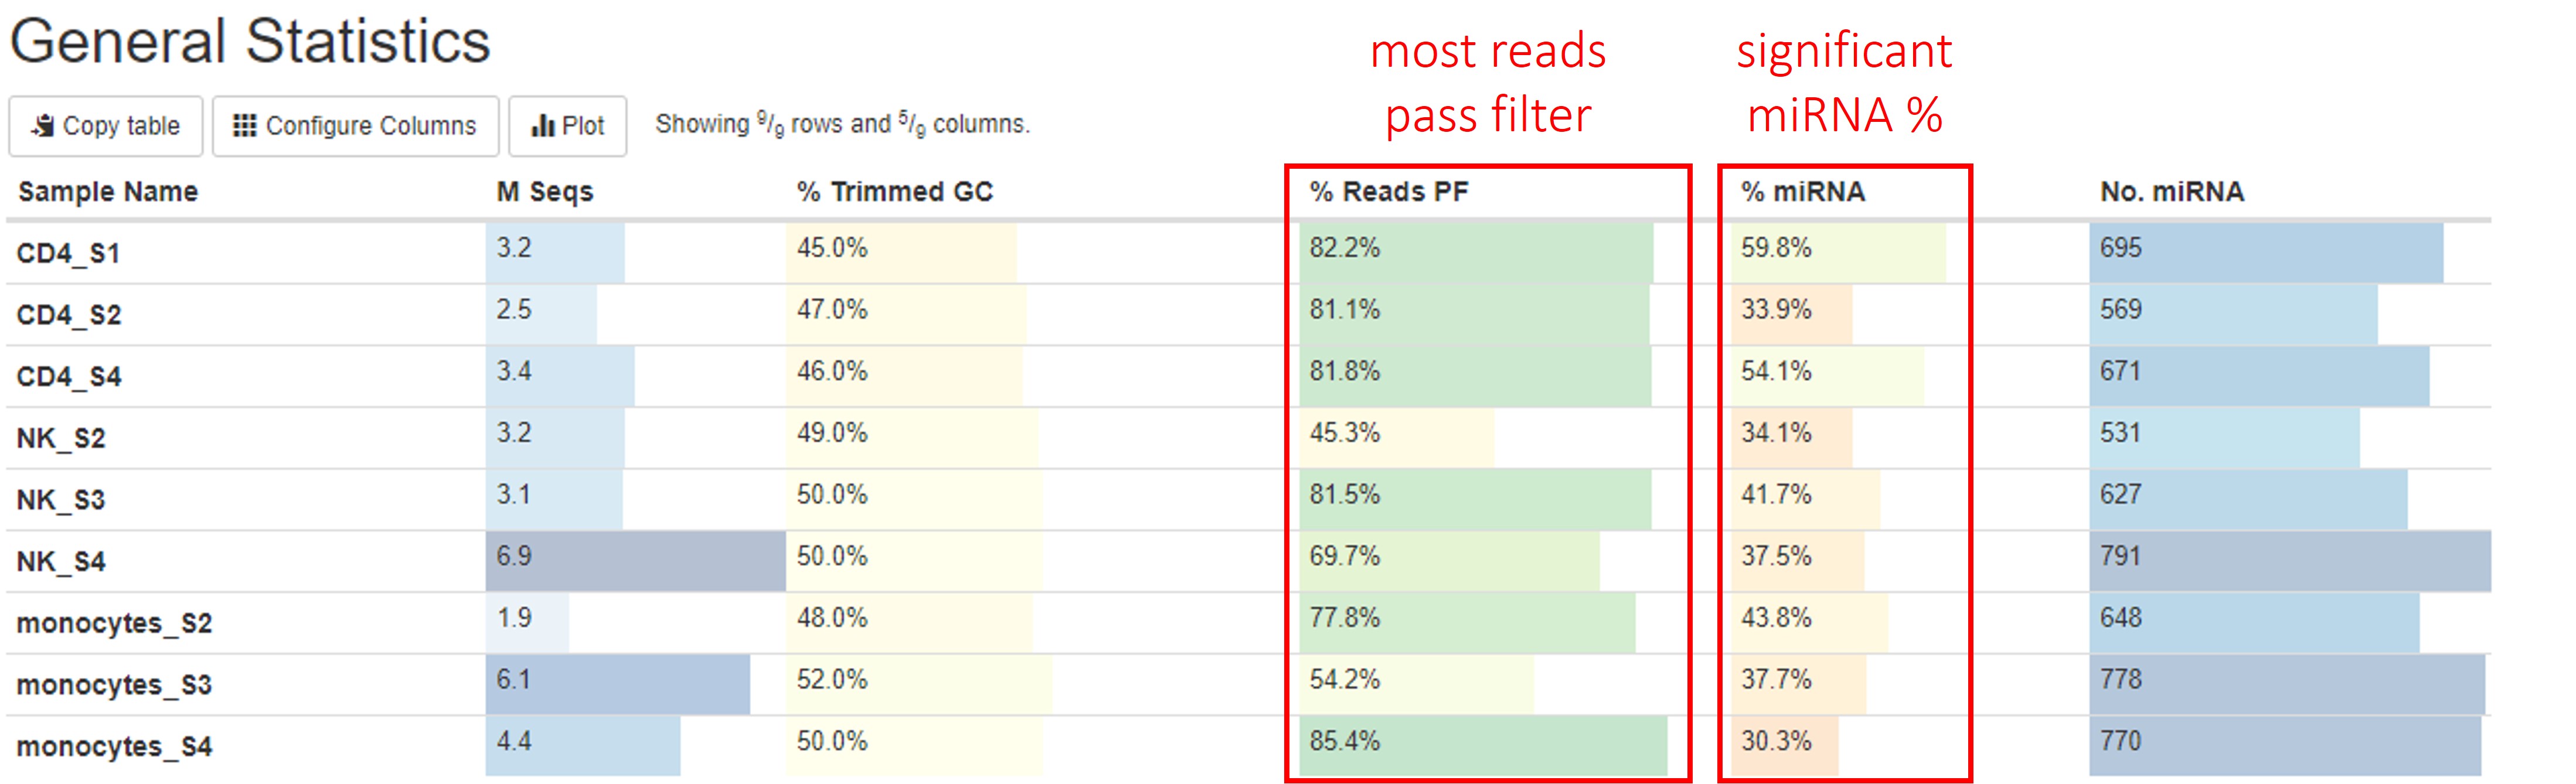 General Statistics
most reads
pass filter
significant
miRNA %
Copy table Configure Columns Plot Showing 9/9 rows and 5/9 columns.
Sample Name M Seqs % Trimmed GC % Reads PF % miRNA No. miRNA
CD4_S1 3.2 45.0% 82.2% 59.8% 695
CD4_S2 2.5 47.0% 81.1% 33.9% 569
CD4_S4 3.4 46.0% 81.8% 54.1% 671
NK_S2 3.2 49.0% 45.3% 34.1% 531
NK_S3 3.1 50.0% 81.5% 41.7% 627
NK_S4 6.9 50.0% 69.7% 37.5% 791
monocytes_S2 1.9 48.0% 77.8% 43.8% 648
monocytes_S3 6.1 52.0% 54.2% 37.7% 778
monocytes_S4 4.4 50.0% 85.4% 30.3% 770